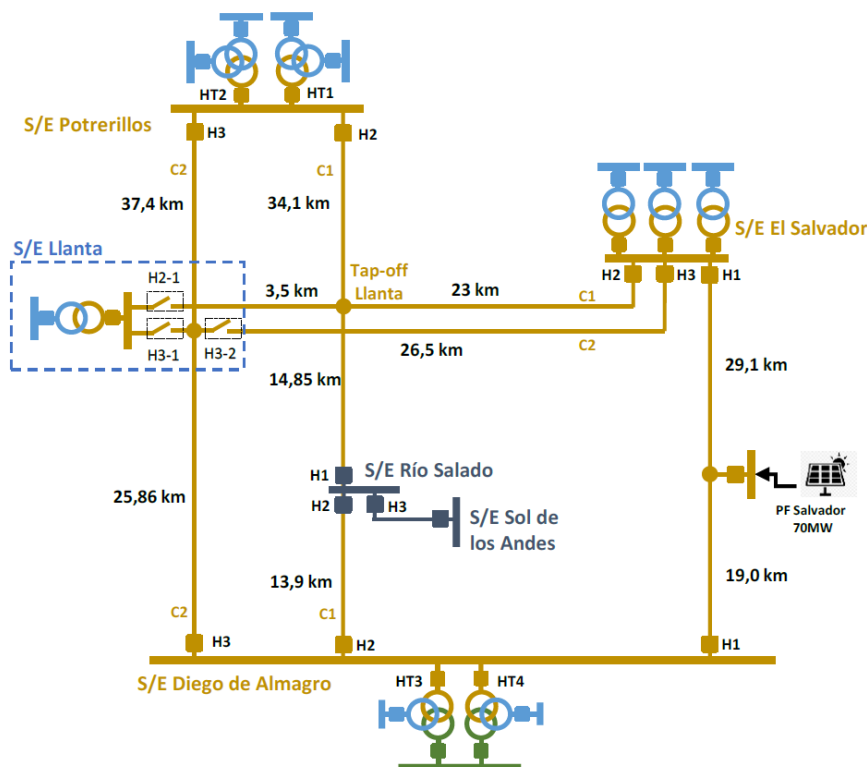 HT2
HT1
S/E Potrerillos
H3
H2
C2
C1
37,4 km
34,1 km
S/E El Salvador
S/E Llanta
H2-1
3,5 km
Tap-off
Llanta
23 km
H2
H3
H1
C1
H3-1
H3-2
26,5 km
C2
14,85 km
29,1 km
H1
S/E Río Salado
25,86 km
H2
H3
S/E Sol de
los Andes
PF Salvador
70MW
13,9 km
19,0 km
C2
C1
H3
H2
H1
S/E Diego de Almagro
HT3
HT4